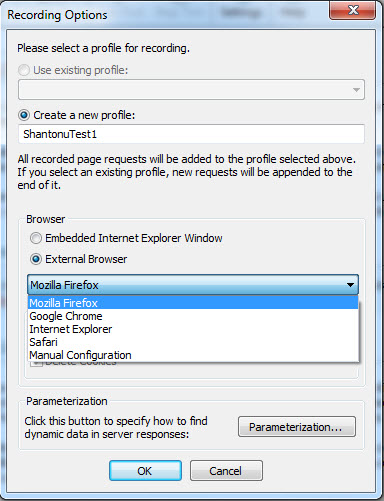 Recording Options
Please select a profile for recording.
Use existing profile:
Create a new profile:
ShantonuTest1
All recorded page requests will be added to the profile selected above.
If you select an existing profile, new requests will be appended to the
end of it.
Browser
Embedded Internet Explorer Window
External Browser
Mozilla Firefox
Mozilla Firefox
Google Chrome
Internet Explorer
Safari
Manual Configuration
Delete Cookies
Parameterization
Click this button to specify how to find
dynamic data in server responses:
Parameterization...
OK
Cancel